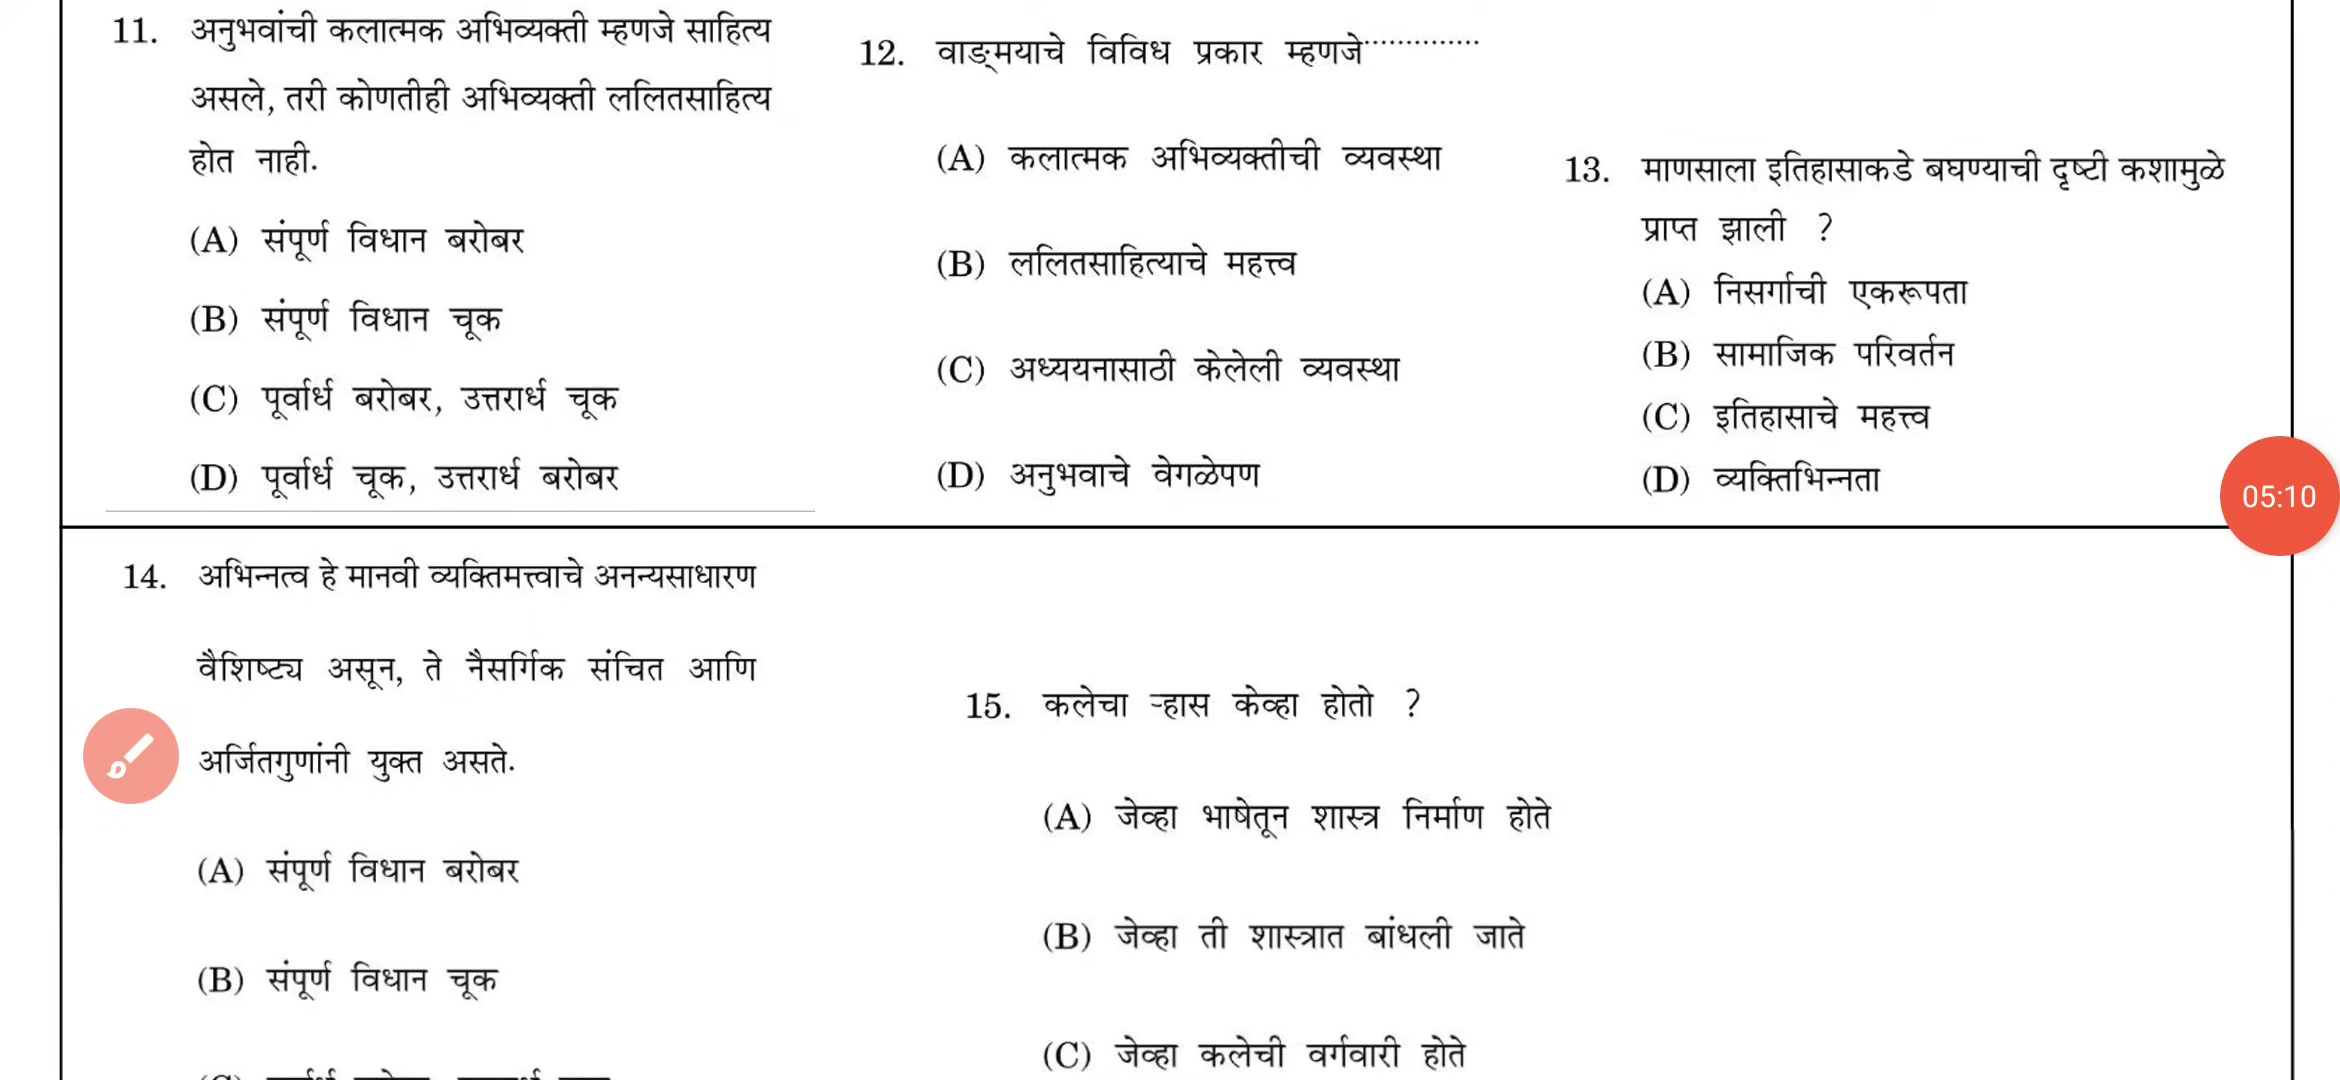 11. अनुभवांची कलात्मक अभिव्यक्ती म्हणजे साहित्य
असले, तरी कोणतीही अभिव्यक्ती ललितसाहित्य
होत नाही.
(A) संपूर्ण विधान बरोबर
(B) संपूर्ण विधान चूक
(C) पूर्वार्ध बरोबर, उत्तरार्ध चूक
(D) पूर्वार्ध चूक, उत्तरार्ध बरोबर
12. वाङ्‌मयाचे विविध प्रकार म्हणजे..............
(A) कलात्मक अभिव्यक्तीची व्यवस्था
(B) ललितसाहित्याचे महत्त्व
(C) अध्ययनासाठी केलेली व्यवस्था
(D) अनुभवाचे वेगळेपण
13. माणसाला इतिहासाकडे बघण्याची दृष्टी कशामुळे
प्राप्त झाली ?
(A) निसर्गाची एकरूपता
(B) सामाजिक परिवर्तन
(C) इतिहासाचे महत्त्व
(D) व्यक्तिभिन्नता
05:10
14. अभिन्नत्व हे मानवी व्यक्तिमत्त्वाचे अनन्यसाधारण
वैशिष्ट्य असून, ते नैसर्गिक संचित आणि
अर्जितगुणांनी युक्त असते.
(A) संपूर्ण विधान बरोबर
(B) संपूर्ण विधान चूक
15. कलेचा ऱ्हास केव्हा होतो ?
(A) जेव्हा भाषेतून शास्त्र निर्माण होते
(B) जेव्हा ती शास्त्रात बांधली जाते
(C) जेव्हा कलेची वर्गवारी होते